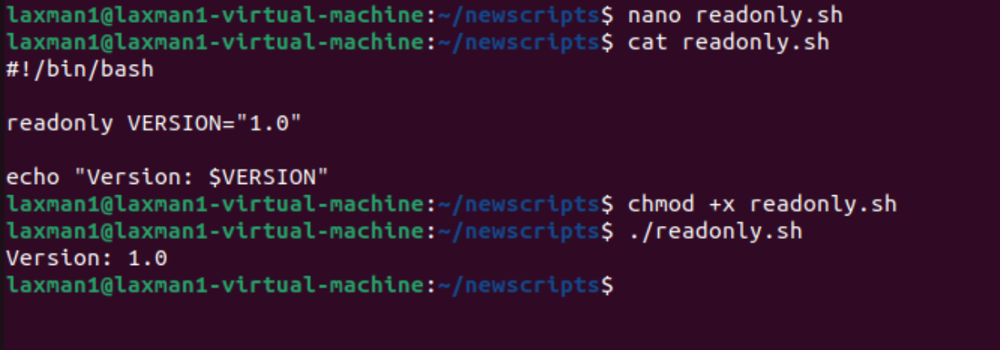 laxman1@laxman1-virtual-machine:~/newscripts$ nano readonly.sh
laxman1@laxman1-virtual-machine:~/newscripts$ cat readonly.sh
#!/bin/bash

readonly VERSION="1.0"

echo "Version: $VERSION"
laxman1@laxman1-virtual-machine:~/newscripts$ chmod +x readonly.sh
laxman1@laxman1-virtual-machine:~/newscripts$ ./readonly.sh
Version: 1.0
laxman1@laxman1-virtual-machine:~/newscripts$